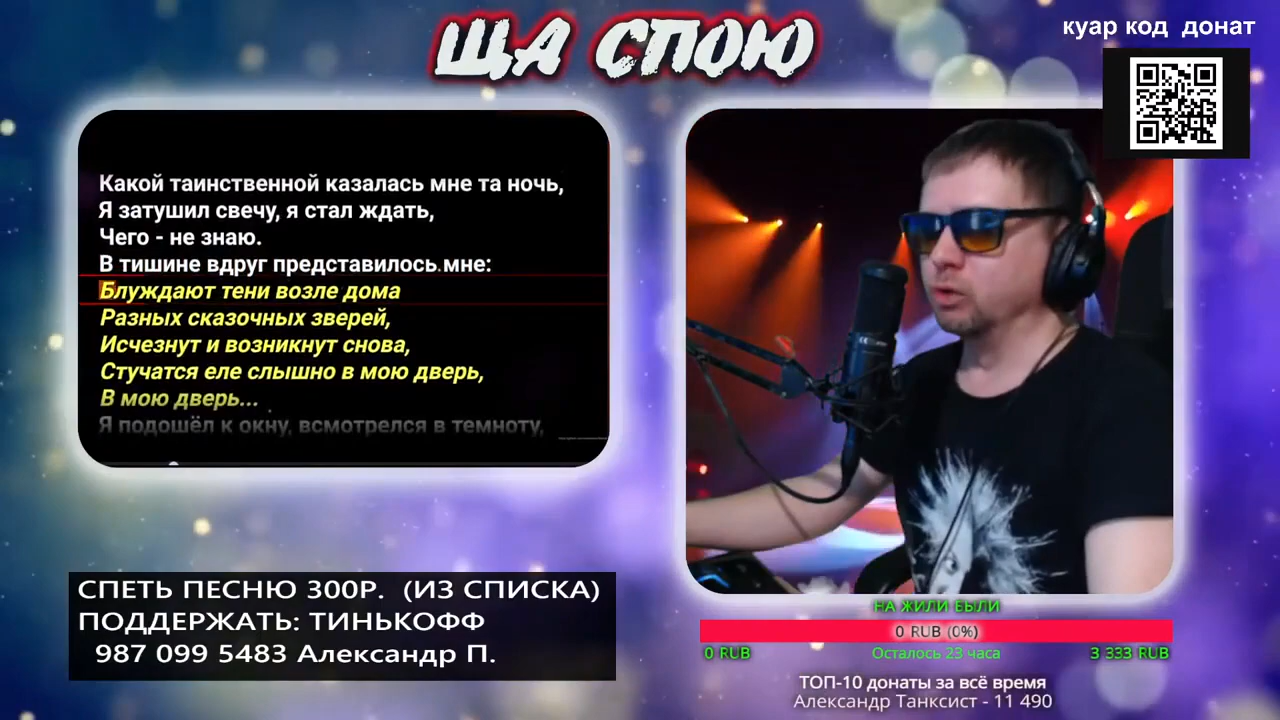 ЩА СПОЮ
куар код донат
Какой таинственной казалась мне та ночь,
Я затушил свечу, я стал ждать,
Чего - не знаю.
В тишине вдруг представилось мне:
Блуждают тени возле дома
Разных сказочных зверей,
Исчезнут и возникнут снова,
Стучатся еле слышно в мою дверь,
В мою дверь...
Я подошёл к окну, всмотрелся в темноту,
СПЕТЬ ПЕСНЮ 300Р. (ИЗ СПИСКА)
ПОДДЕРЖАТЬ: ТИНЬКОФФ
987 099 5483 Александр П.
НА ЖИЛИ БЫЛИ
0 RUB (0%)
0 RUB Осталось 23 часа 3 333 RUB
ТОП-10 донаты за всё время
Александр Танксист - 11 490